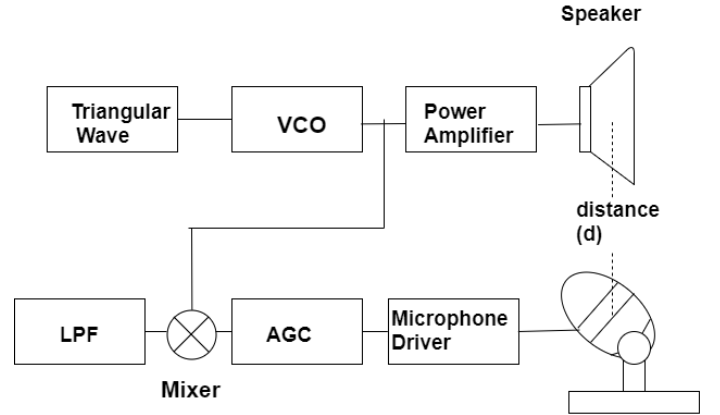 Speaker
Triangular
Wave
VCO
Power
Amplifier
distance
(d)
LPF
Mixer
AGC
Microphone
Driver